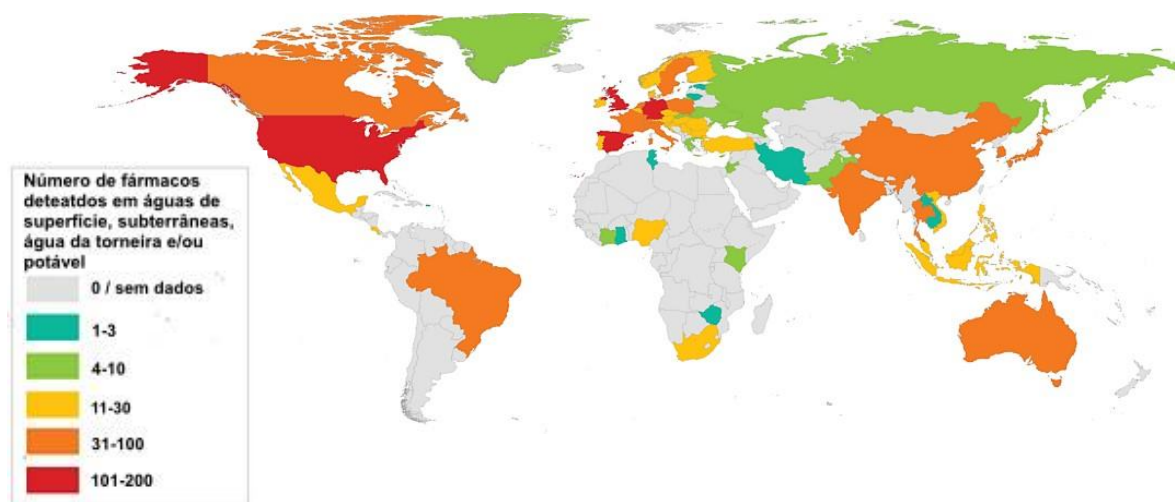 Número de fármacos
deteatdos em águas de
superfície, subterrâneas,
água da torneira e/ou
potável
0 / sem dados
1-3
4-10
11-30
31-100
101-200